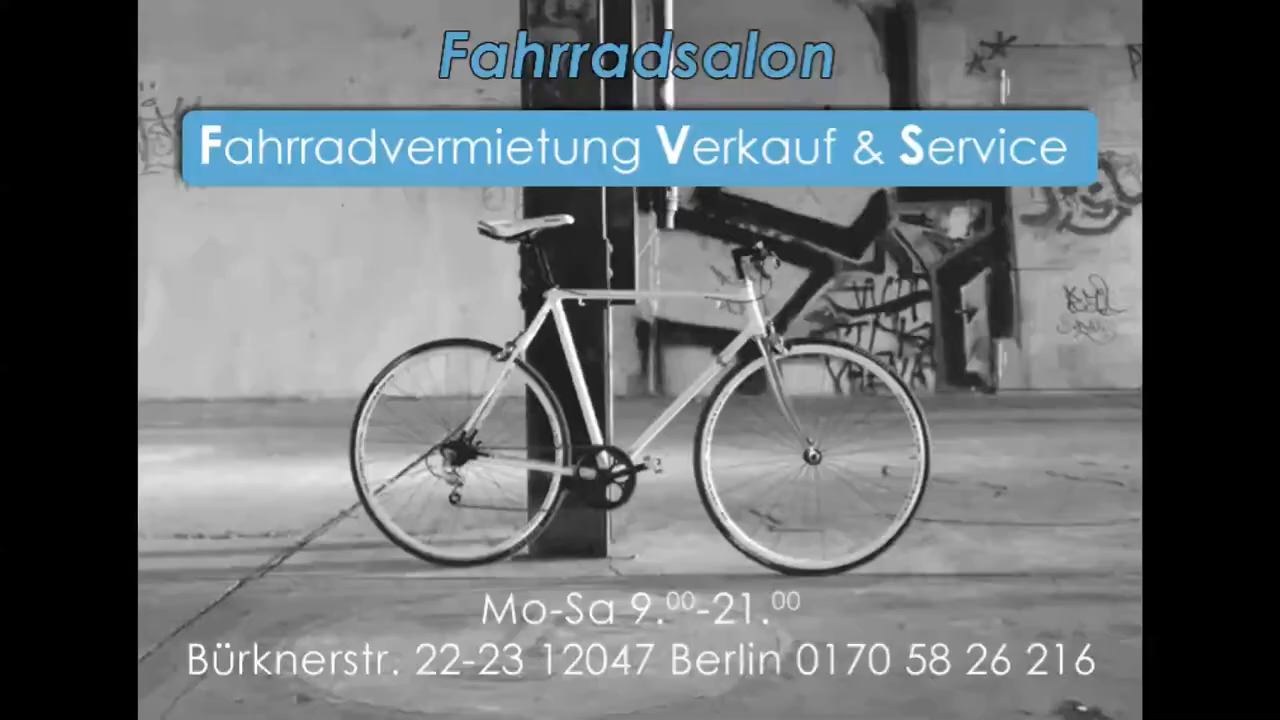 Fahrradsalon
Fahrradvermietung Verkauf & Service
Mo-Sa 9.00-21.00
Bürknerstr. 22-23 12047 Berlin 0170 58 26 216